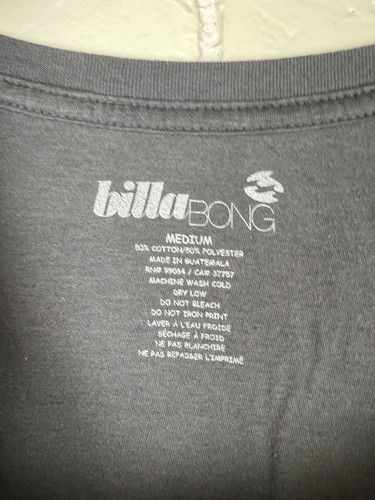 billaBONG
MEDIUM
50% COTTON/50% POLYESTER
MADE IN GUATEMALA
RN# 99084 / CA# 37757
MACHINE WASH COLD
DRY LOW
DO NOT BLEACH
DO NOT IRON PRINT
LAVER À L'EAU FROIDE
SÉCHAGE À FROID
NE PAS BLANCHIRE
NE PAS REPASSER L'IMPRIMÉ